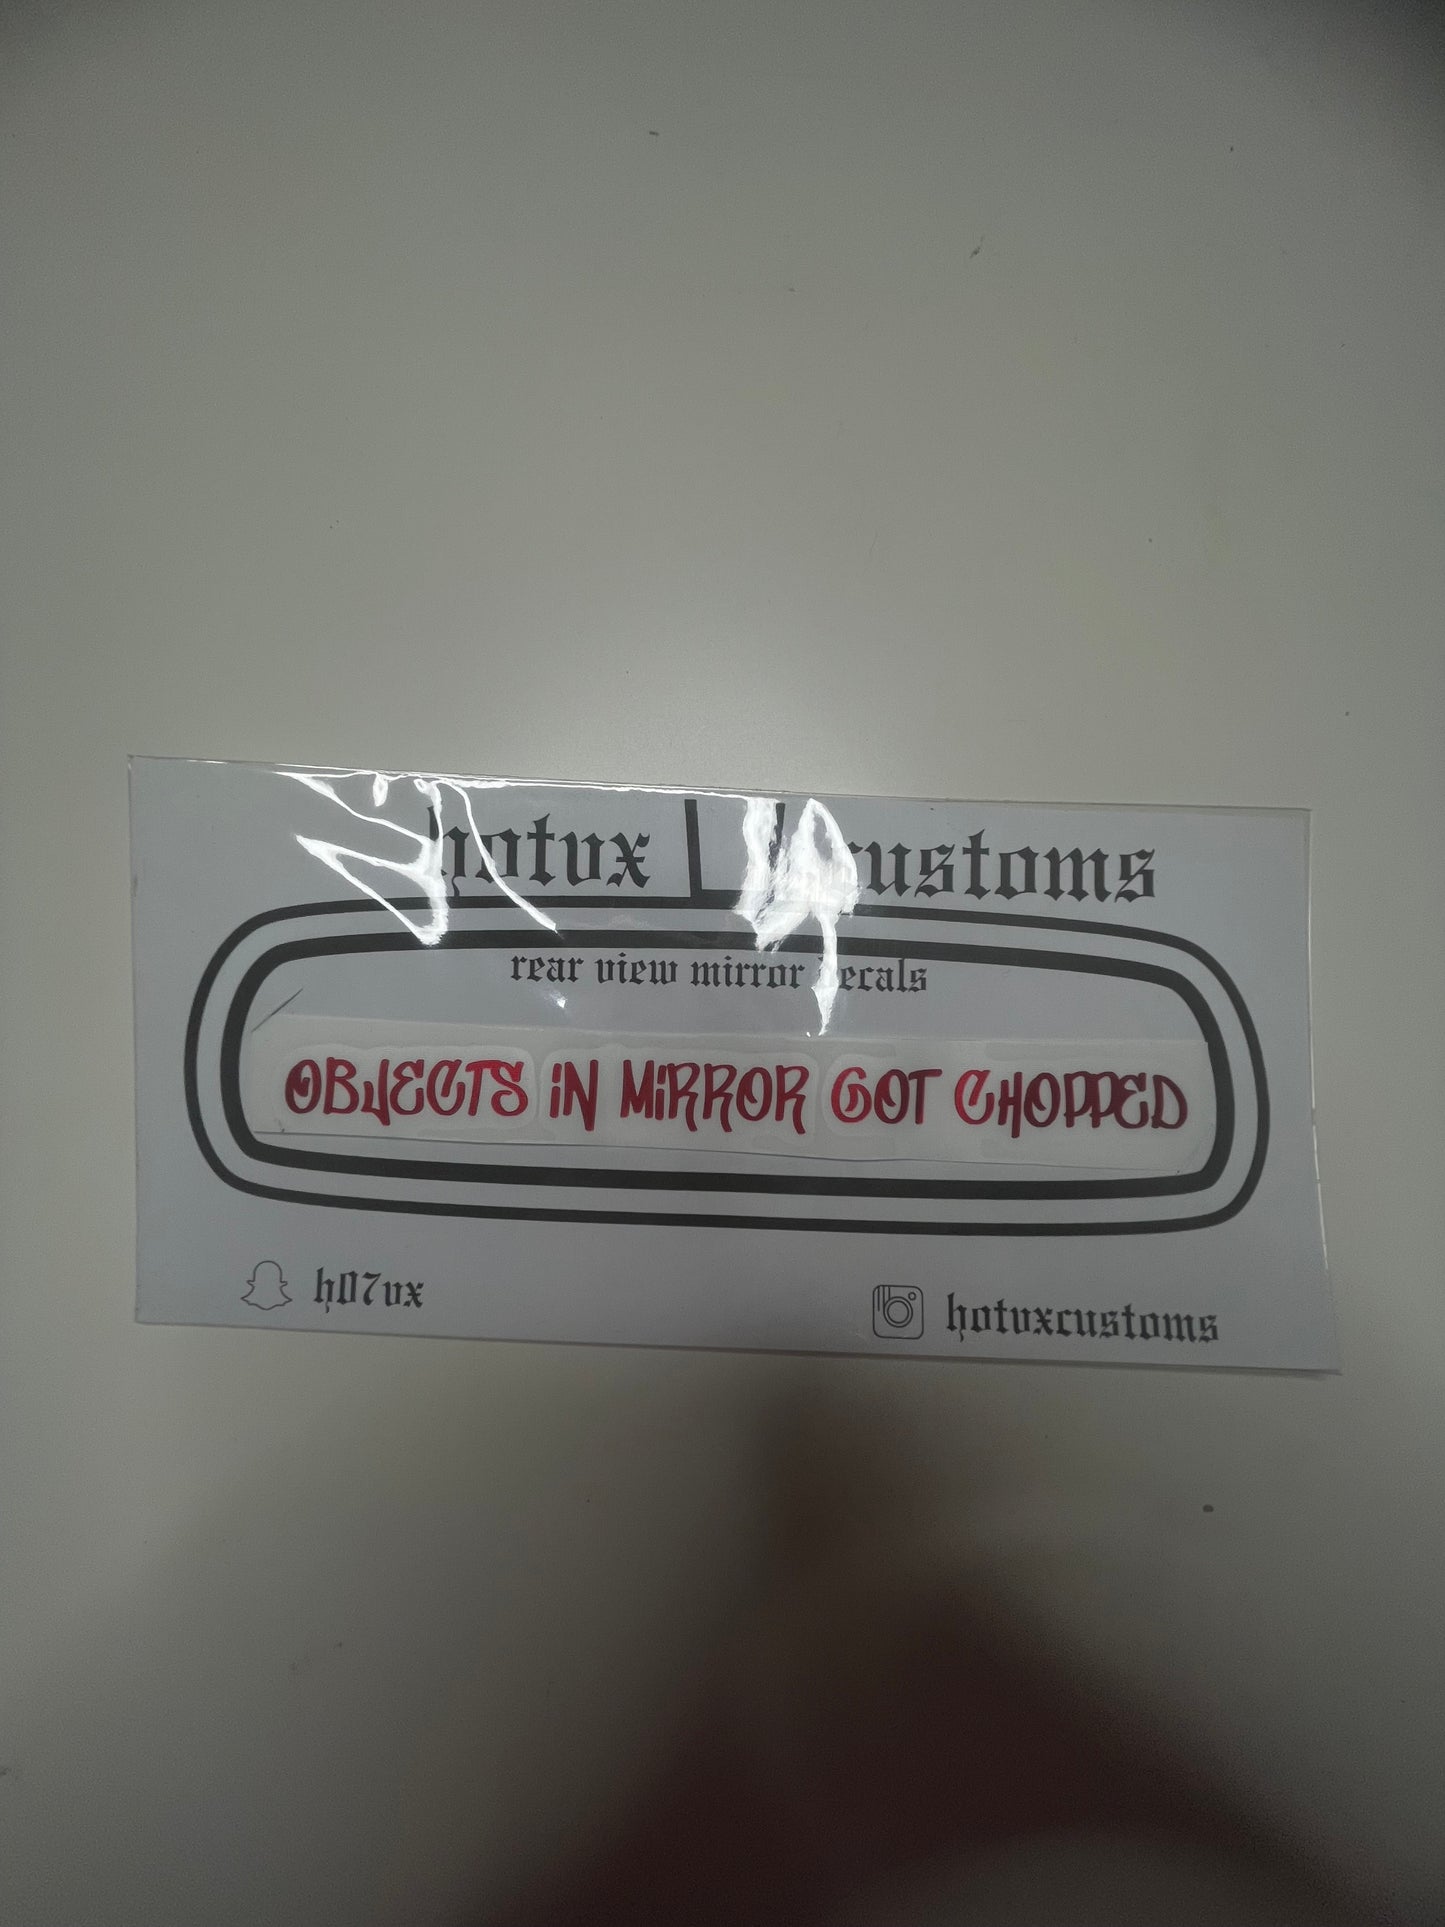 hotvx customs
rear view mirror decals
OBJECTS iN MiRROR GOT CHOPPED
h07vx
hotvxcustoms